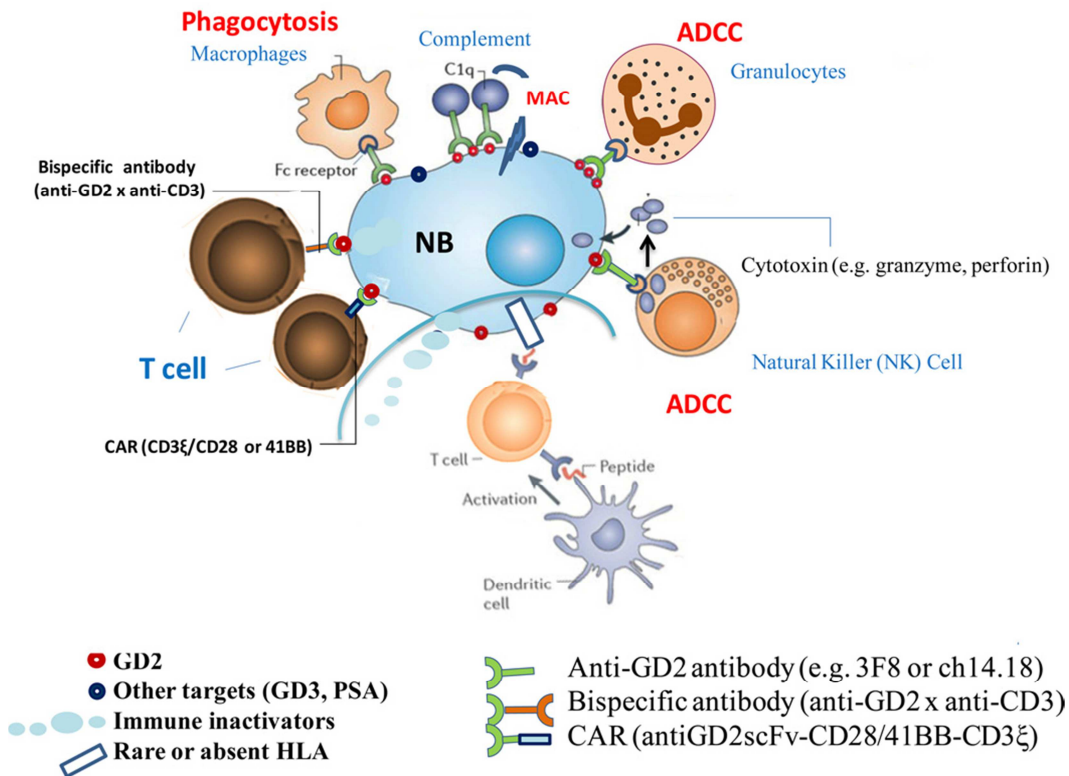 Phagocytosis
Macrophages
Complement
C1q
MAC
ADCC
Granulocytes
Fc receptor
Bispecific antibody
(anti-GD2 x anti-CD3)
NB
Cytotoxin (e.g. granzyme, perforin)
T cell
Natural Killer (NK) Cell
ADCC
CAR (CD3ξ/CD28 or 41BB)
T cell
Peptide
Activation
Dendritic
cell
GD2
Other targets (GD3, PSA)
Immune inactivators
Rare or absent HLA
Anti-GD2 antibody (e.g. 3F8 or ch14.18)
Bispecific antibody (anti-GD2 x anti-CD3)
CAR (antiGD2scFv-CD28/41BB-CD3ξ)